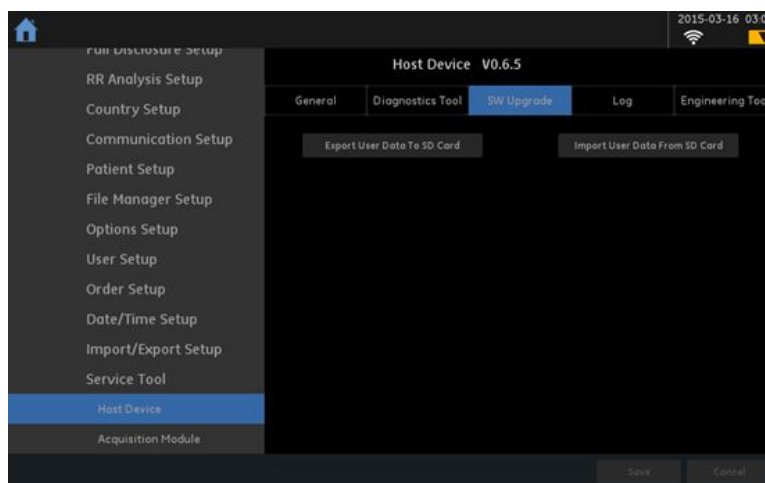 2015-03-16 03:0
Full Disclosure Setup
RR Analysis Setup
Country Setup
Communication Setup
Patient Setup
File Manager Setup
Options Setup
User Setup
Order Setup
Date/Time Setup
Import/Export Setup
Service Tool
Host Device
Acquisition Module
Host Device V0.6.5
General Diagnostics Tool SW Upgrade Log Engineering Too
Export User Data To SD Card Import User Data From SD Card
Save Cancel